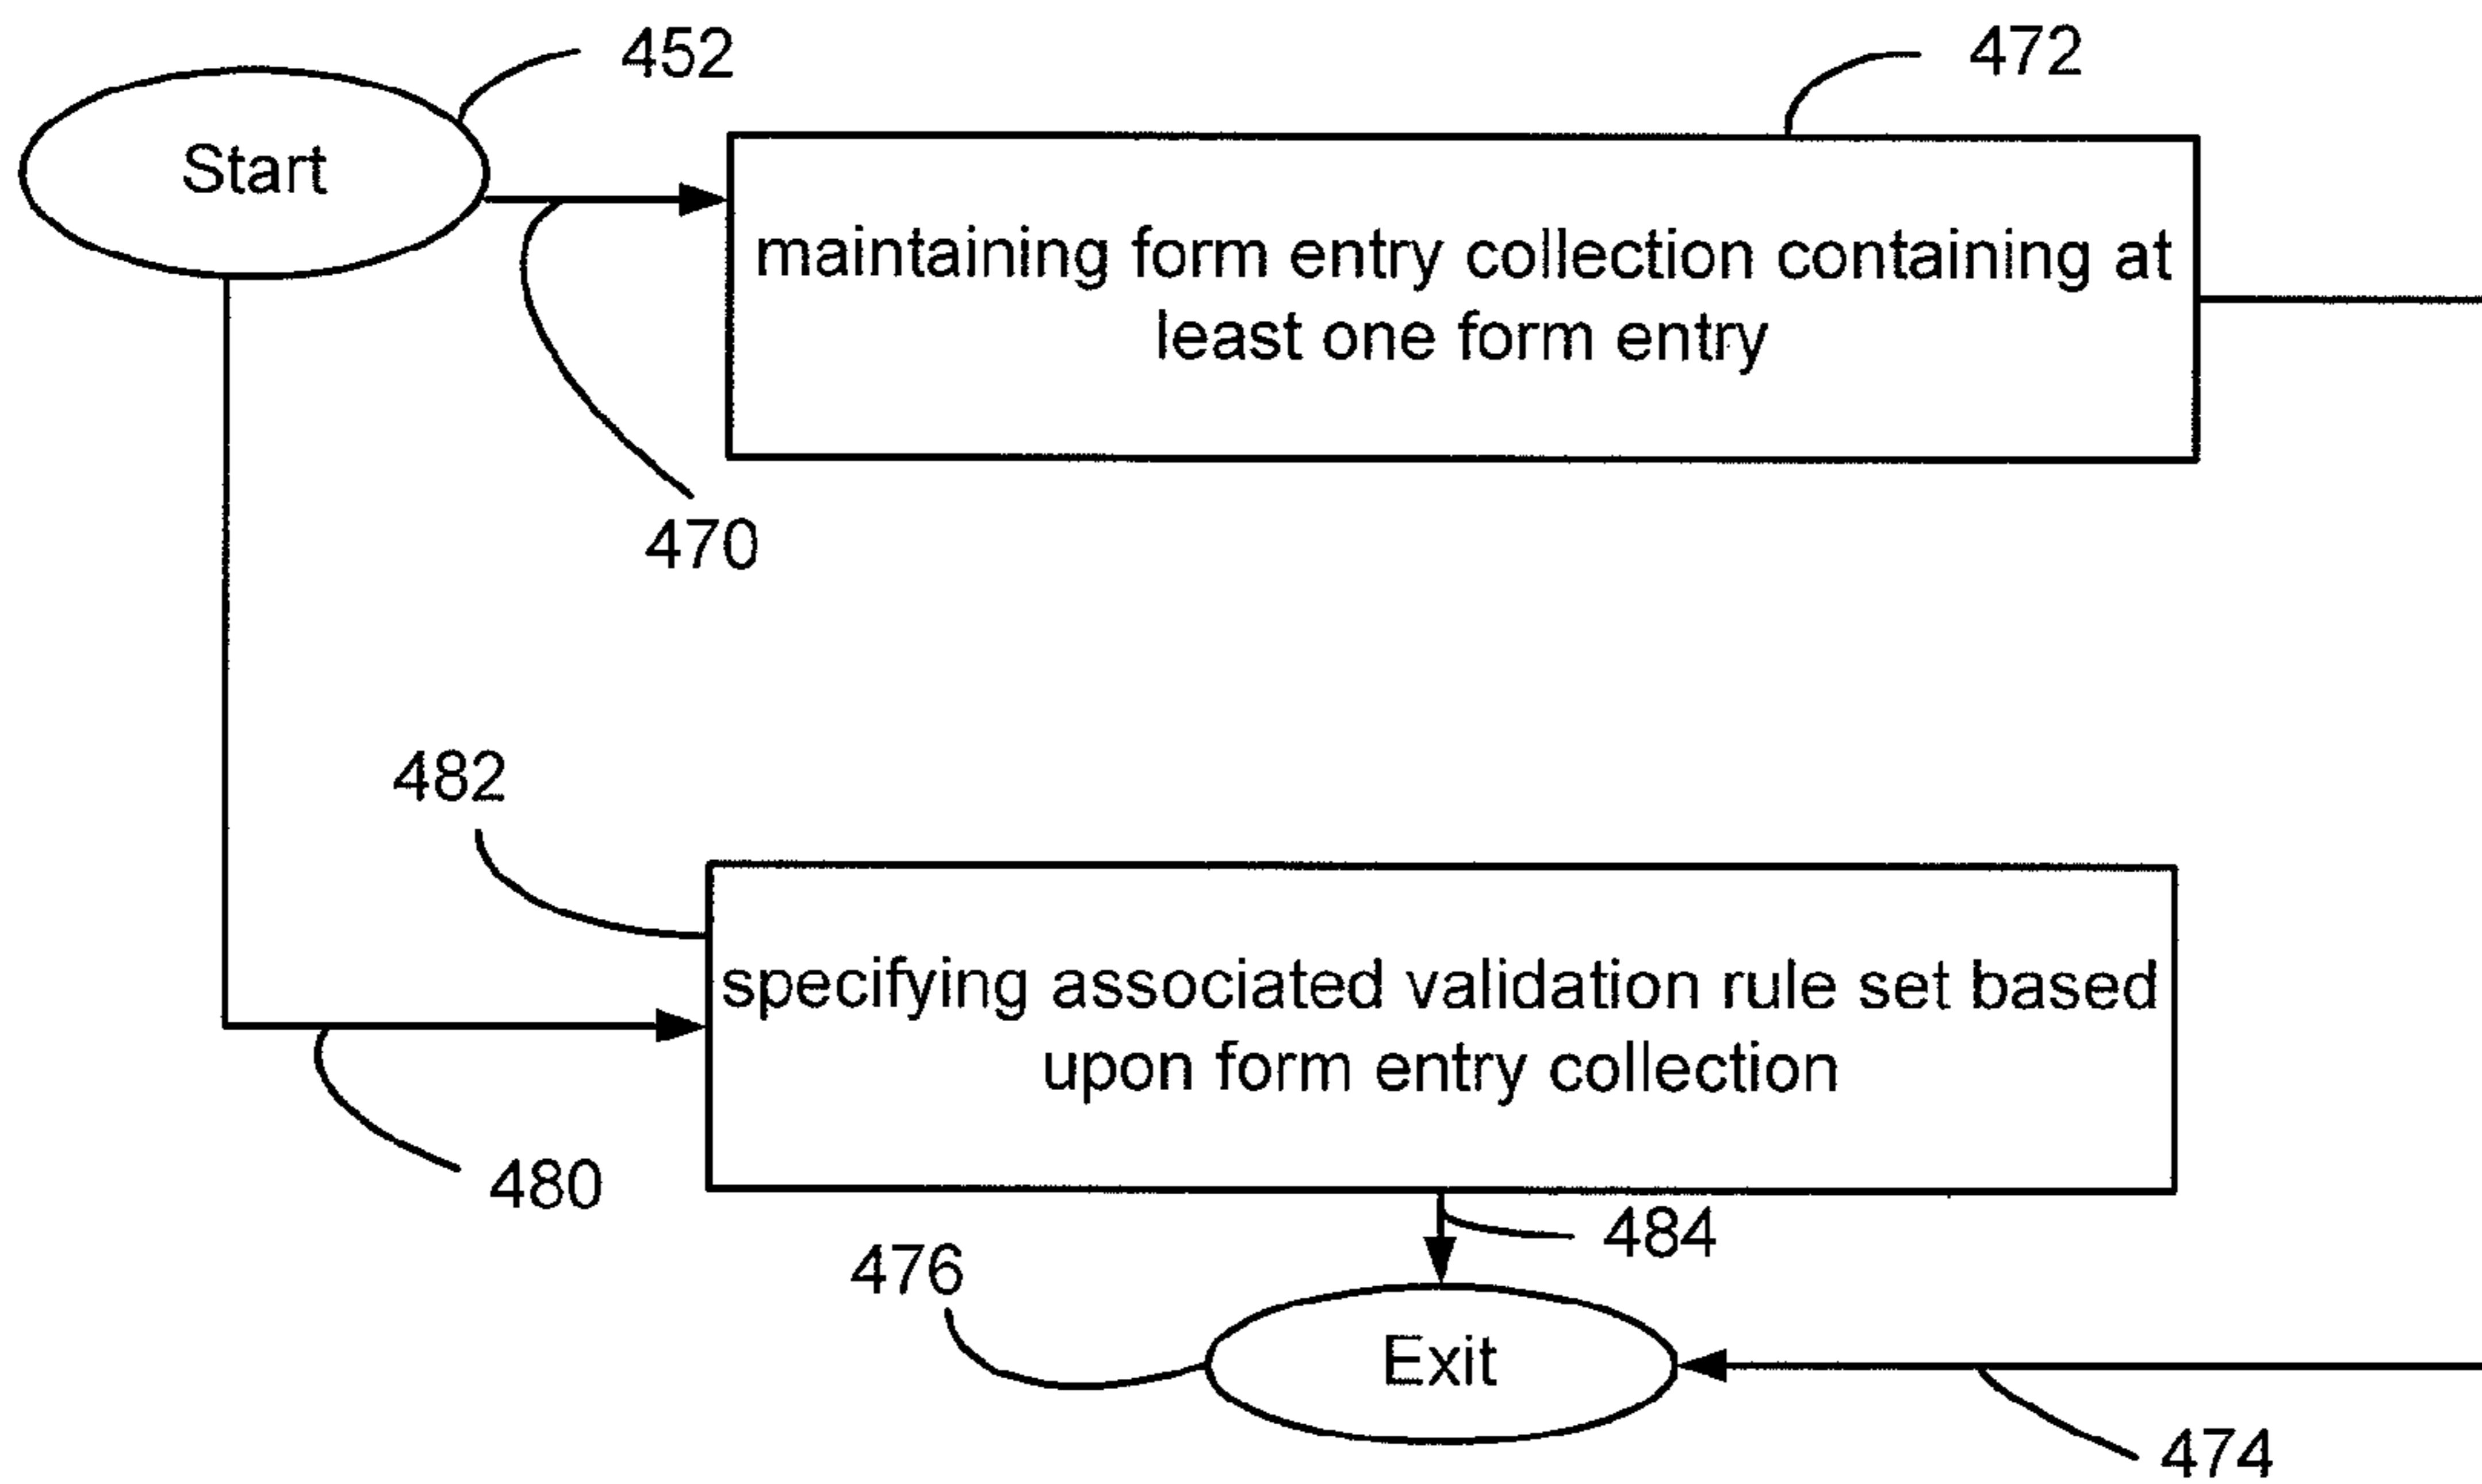 452
472
Start
maintaining form entry collection containing at
least one form entry
470
482
specifying associated validation rule set based
upon form entry collection
480
484
476
Exit
474